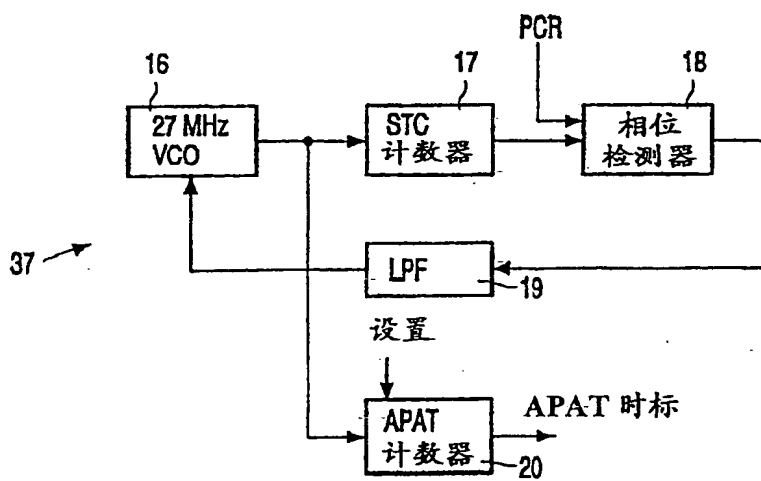 PCR
16
17
18
27 MHz
VCO
STC
计数器
相位
检测器
37
LPF
19
设置
APAT
计数器
20
APAT 时标